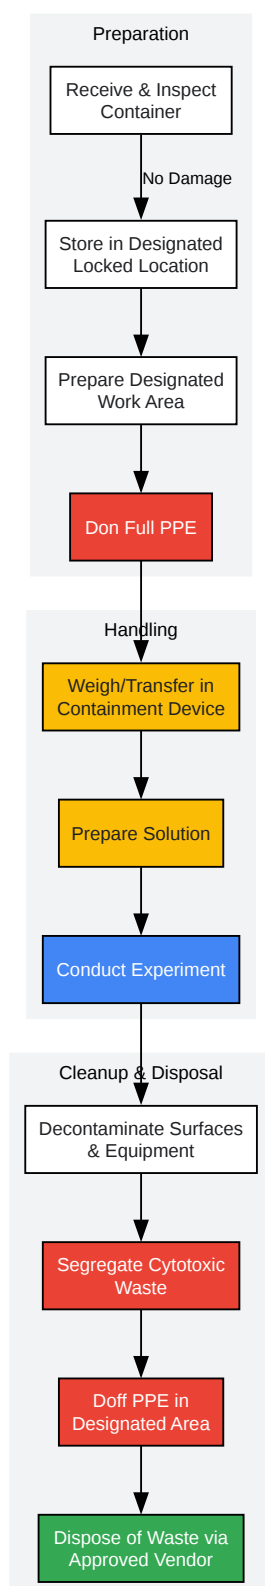 Preparation
Receive & Inspect
Container
No Damage
Store in Designated
Locked Location
Prepare Designated
Work Area
Don Full PPE
Handling
Weigh/Transfer in
Containment Device
Prepare Solution
Conduct Experiment
Cleanup & Disposal
Decontaminate Surfaces
& Equipment
Segregate Cytotoxic
Waste
Doff PPE in
Designated Area
Dispose of Waste via
Approved Vendor